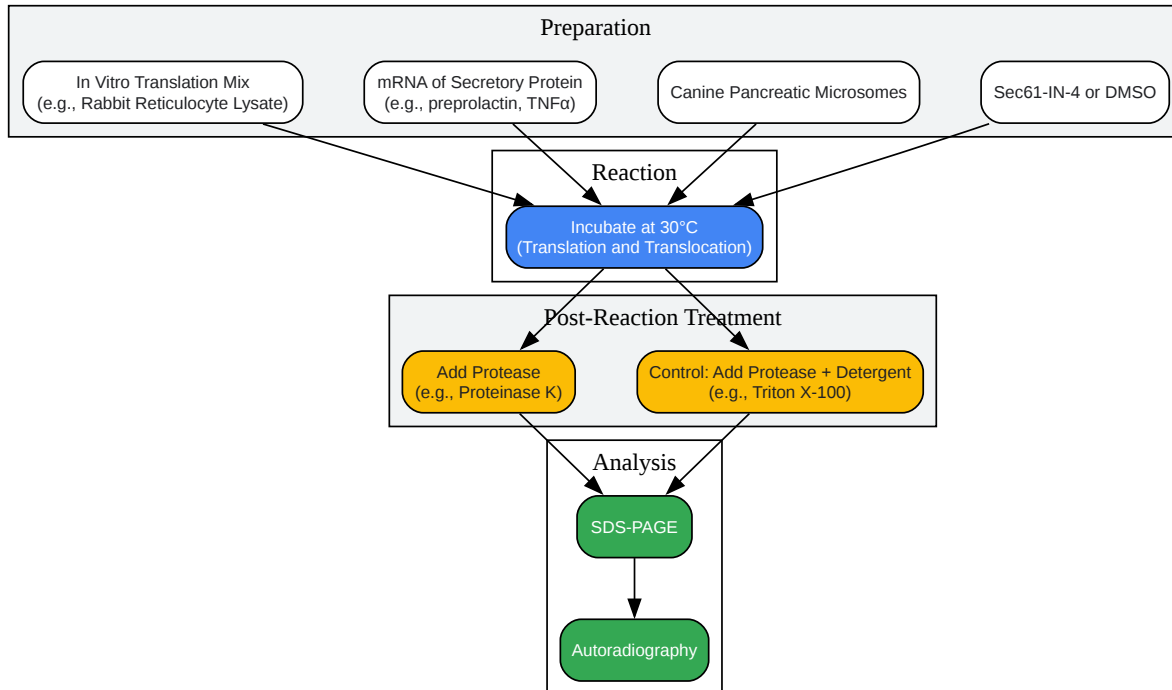 Preparation
In Vitro Translation Mix
(e.g., Rabbit Reticulocyte Lysate)
mRNA of Secretory Protein
(e.g., preprolactin, TNFα)
Canine Pancreatic Microsomes
Sec61-IN-4 or DMSO
Reaction
Incubate at 30°C
(Translation and Translocation)
Post-Reaction Treatment
Add Protease
(e.g., Proteinase K)
Control: Add Protease + Detergent
(e.g., Triton X-100)
Analysis
SDS-PAGE
Autoradiography